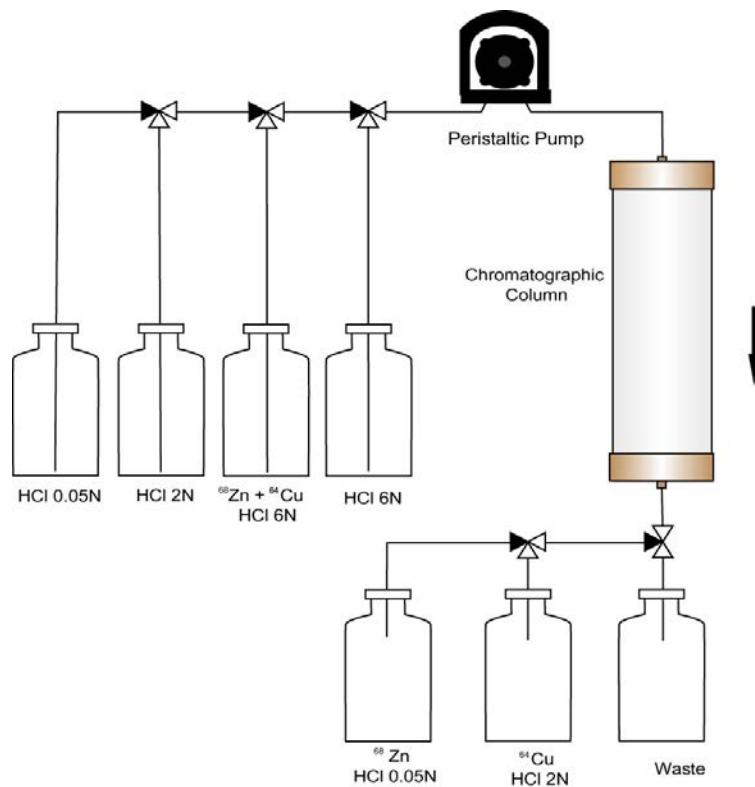 Peristaltic Pump
Chromatographic
Column
HCl 0.05N
HCl 2N
⁶⁸Zn + ⁶⁴Cu
HCl 6N
HCl 6N
⁶⁸ Zn
HCl 0.05N
⁶⁴Cu
HCl 2N
Waste